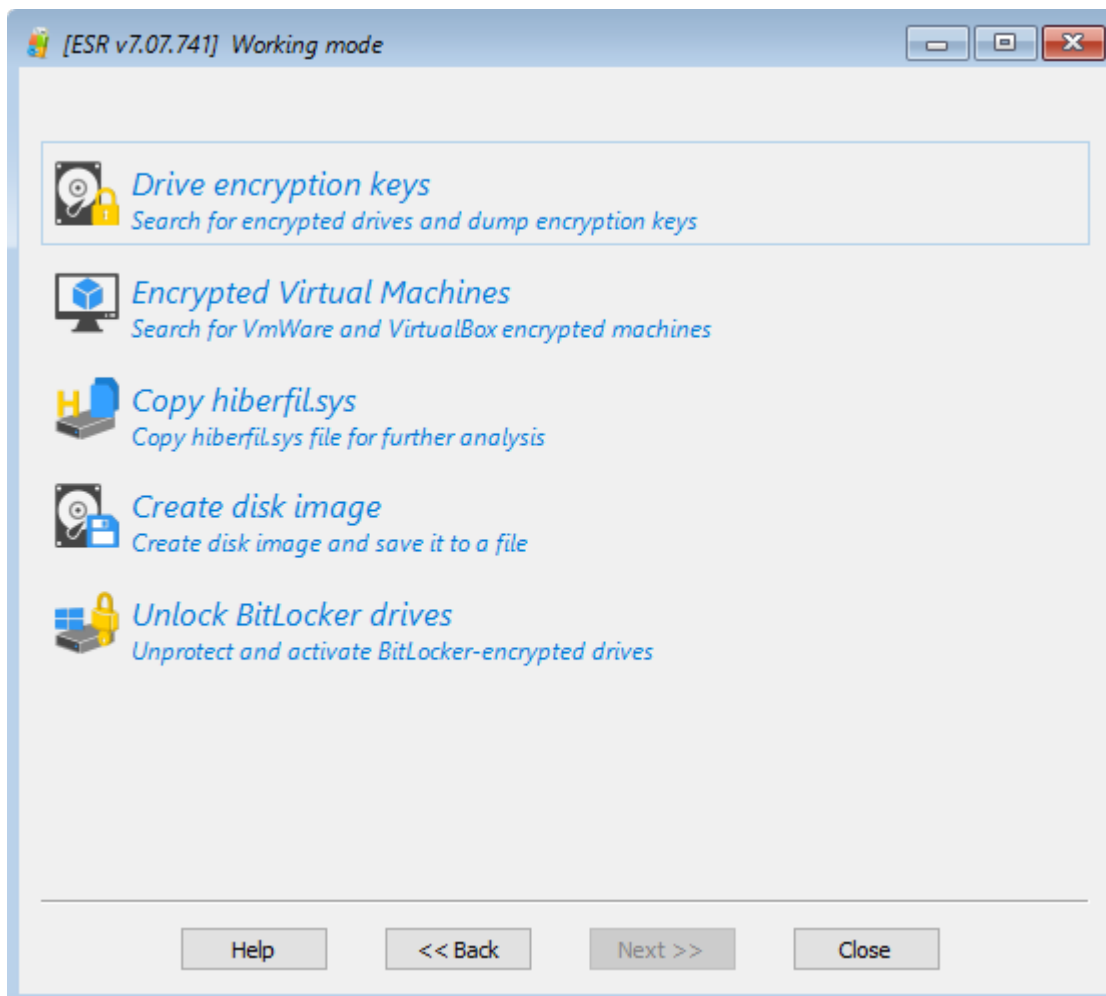 [ESR v7.07.741] Working mode
Drive encryption keys
Search for encrypted drives and dump encryption keys
Encrypted Virtual Machines
Search for VmWare and VirtualBox encrypted machines
H
Copy hiberfil.sys
Copy hiberfil.sys file for further analysis
Create disk image
Create disk image and save it to a file
Unlock BitLocker drives
Unprotect and activate BitLocker-encrypted drives
Help << Back Next >> Close